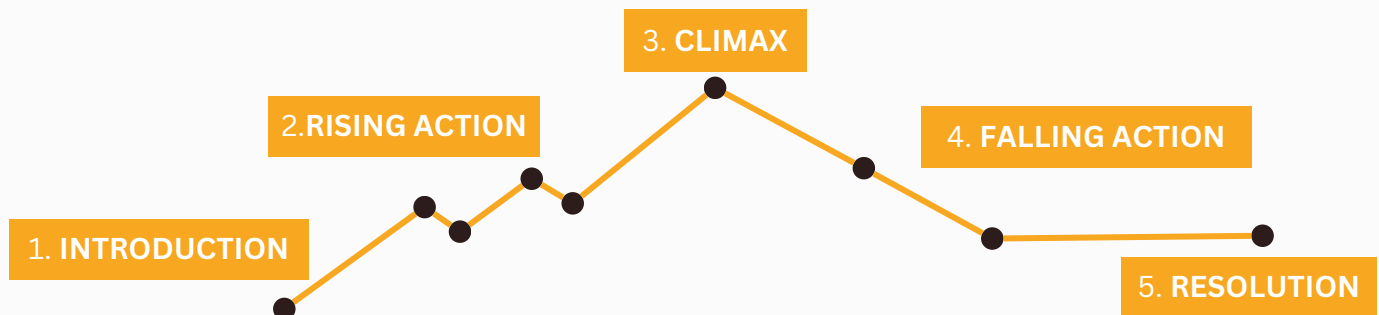 1. INTRODUCTION
2.RISING ACTION
3. CLIMAX
4. FALLING ACTION
5. RESOLUTION